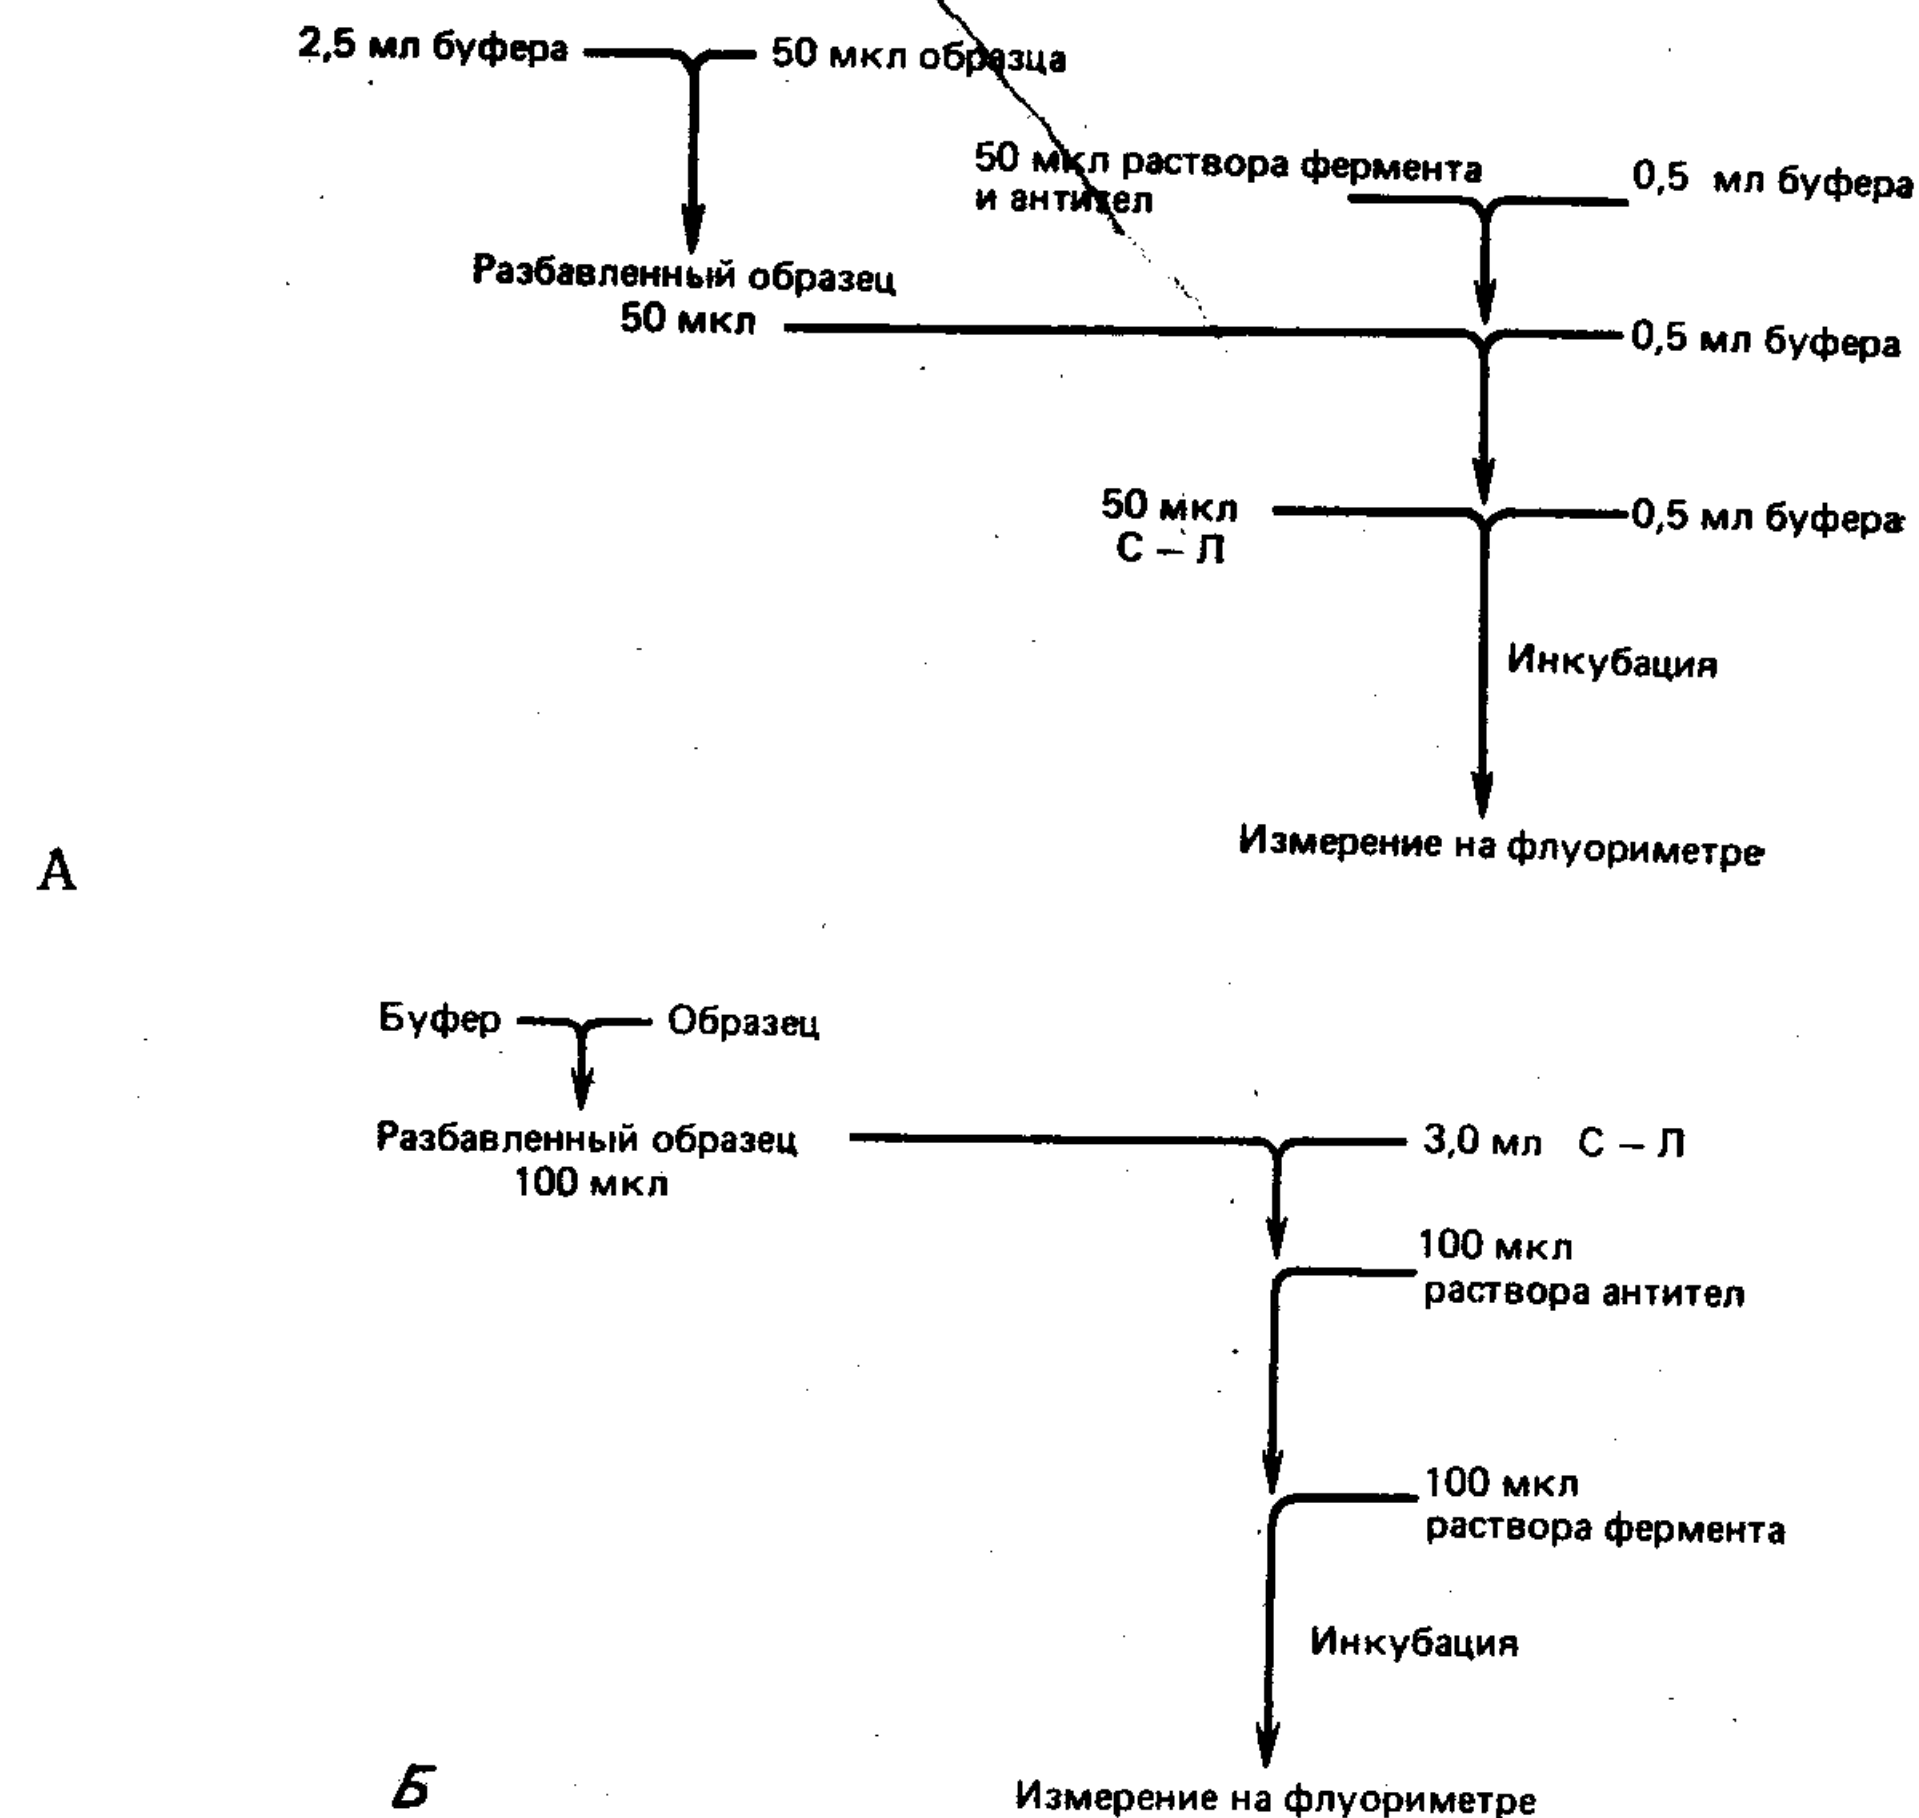 2,5 мл буфера 50 мкл образца
50 мкл раствора фермента
и антител
0,5 мл буфера
Разбавленный образец
50 мкл
0,5 мл буфера
50 мкл
С – Л
0,5 мл буфера
Инкубация
Измерение на флуориметре
А
Буфер Образец
Разбавленный образец
100 мкл
3,0 мл С – Л
100 мкл
раствора антител
100 мкл
раствора фермента
Инкубация
Б
Измерение на флуориметре